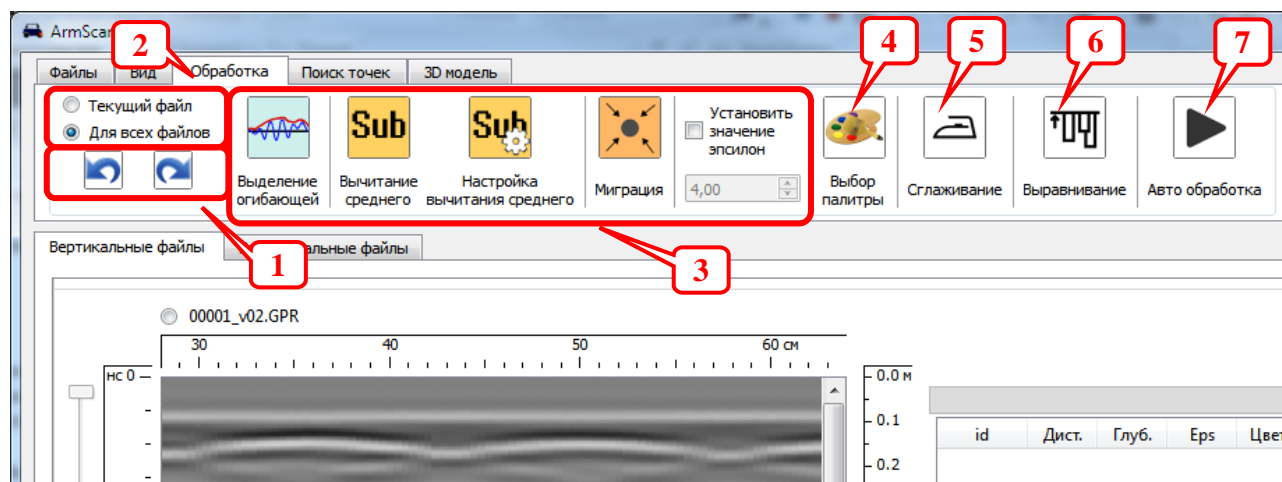 ArmSca
2
4
5
6
7
Файлы Вид Обработка Поиск точек 3D модель
Текущий файл
Для всех файлов
Sub
Sub
Установить
значение
эпсилон
Выделение
огибающей
Вычитание
среднего
Настройка
вычитания среднего
Миграция
4,00
Выбор
палитры
Сглаживание
Выравнивание
Авто обработка
Вертикальные файлы
альные файлы
1
3
00001_v02.GPR
30 40 50 60 см
нс 0
0.0 м
0.1
0.2
id Дист. Глуб. Eps Цвет